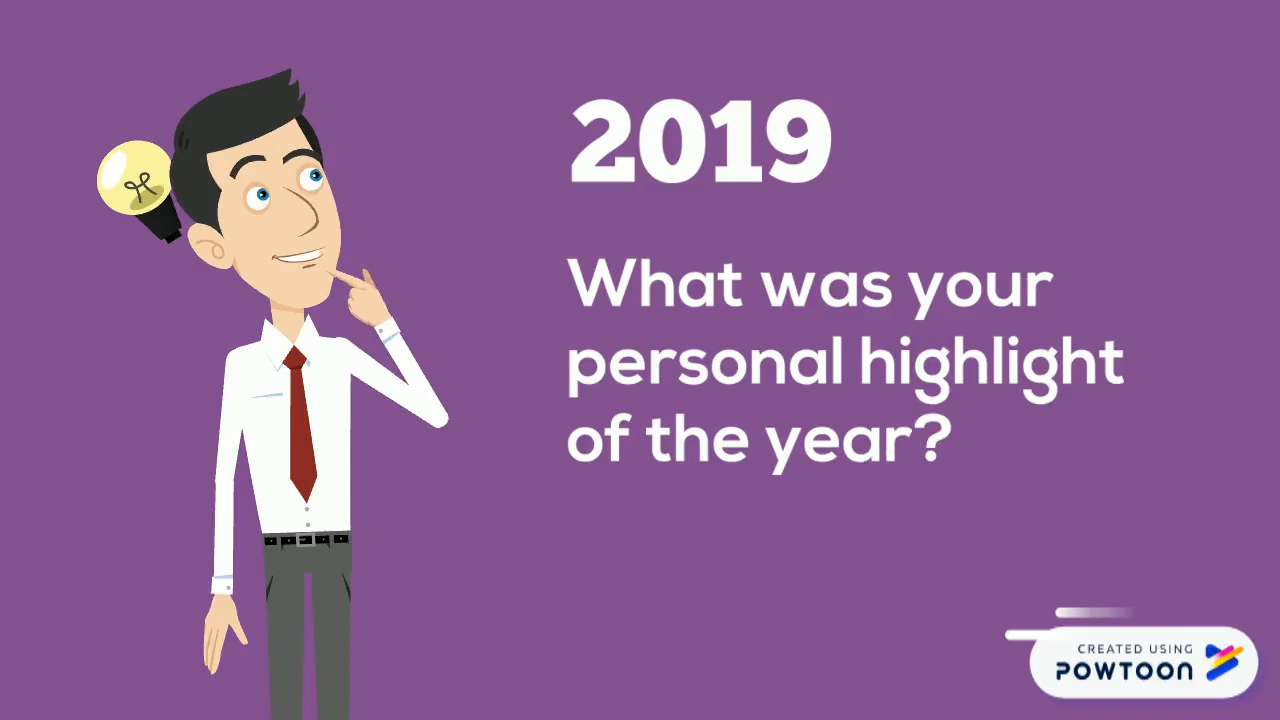 2019
What was your
personal highlight
of the year?
CREATED USING
POWTOON